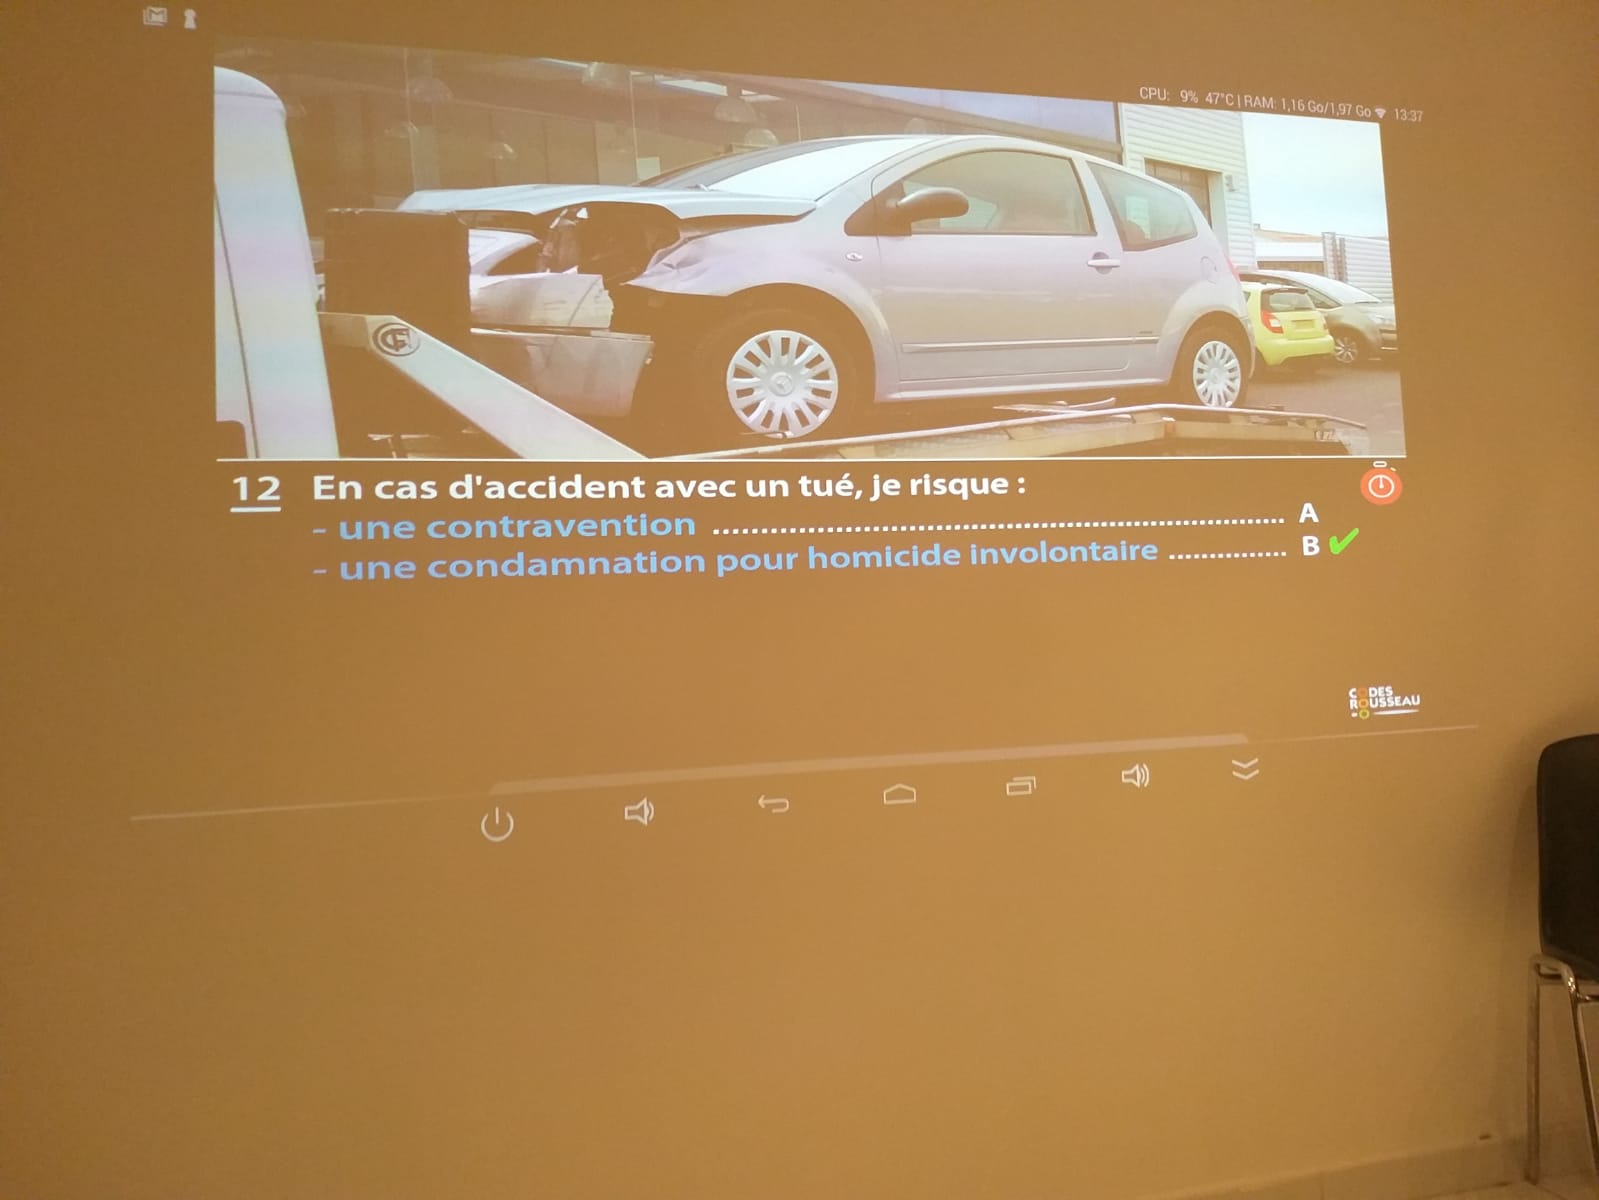 CPU: 9% 47°C | RAM: 1,16 Go/1,97 Go 13:37
12 En cas d'accident avec un tué, je risque :
- une contravention ........................................................... A
- une condamnation pour homicide involontaire ............... B
CODES
ROUSSEAU